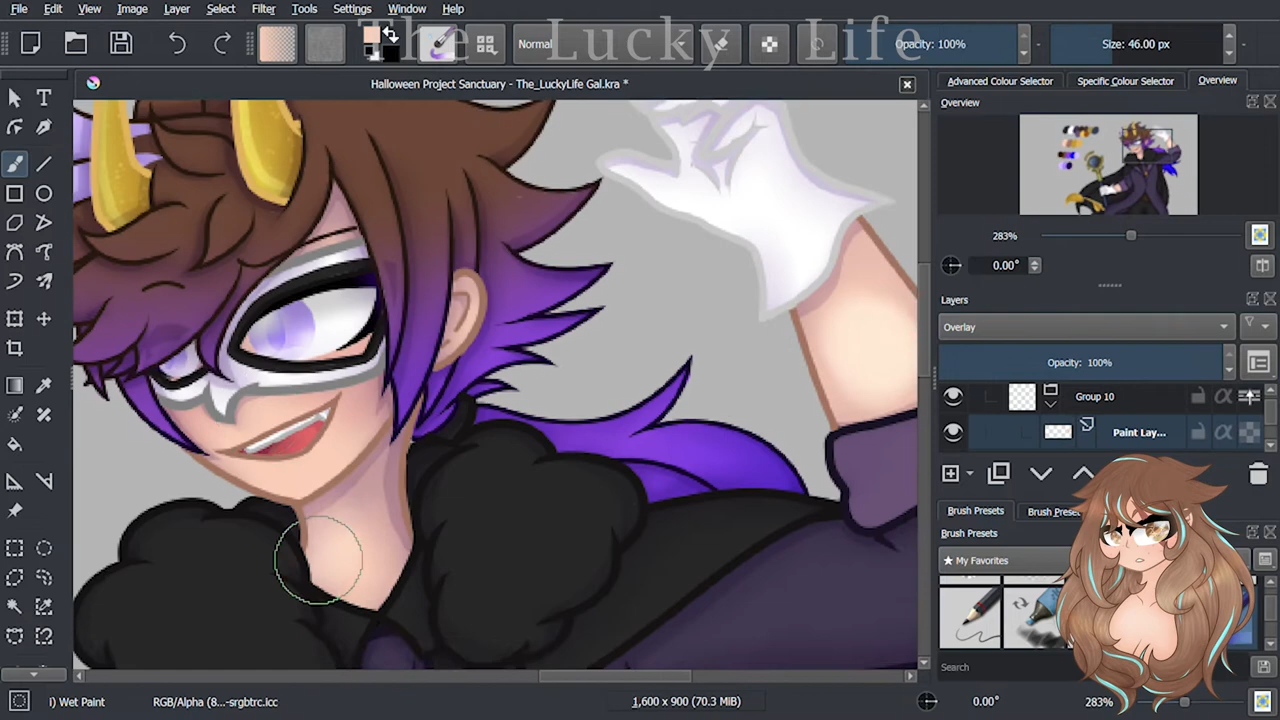 File Edit View Image Layer Select Filter Tools Settings Window Help
The Lucky Life
Normal
Opacity: 100%
Size: 46.00 px
Halloween Project Sanctuary - The_LuckyLife Gal.kra *
Advanced Colour Selector
Specific Colour Selector
Overview
Overview
283%
0.00°
Layers
Overlay
Opacity: 100%
Group 10
Paint Lay...
Brush Presets
Brush Preset
Brush Presets
★ My Favorites
Search
i) Wet Paint
RGB/Alpha (8...-srgbtrc.icc
1,600 x 900 (70.3 MiB)
0.00°
283%